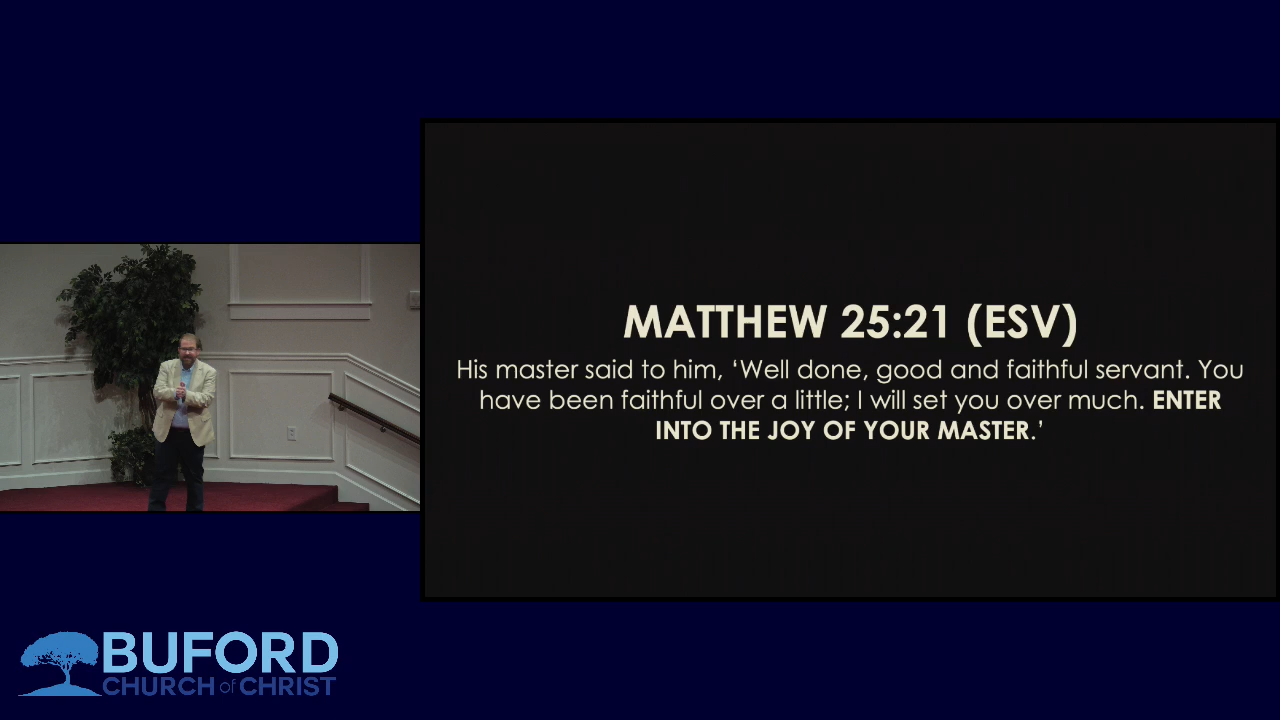 MATTHEW 25:21 (ESV)
His master said to him, ‘Well done, good and faithful servant. You
have been faithful over a little; I will set you over much. ENTER
INTO THE JOY OF YOUR MASTER.’
BUFORD
CHURCH of CHRIST